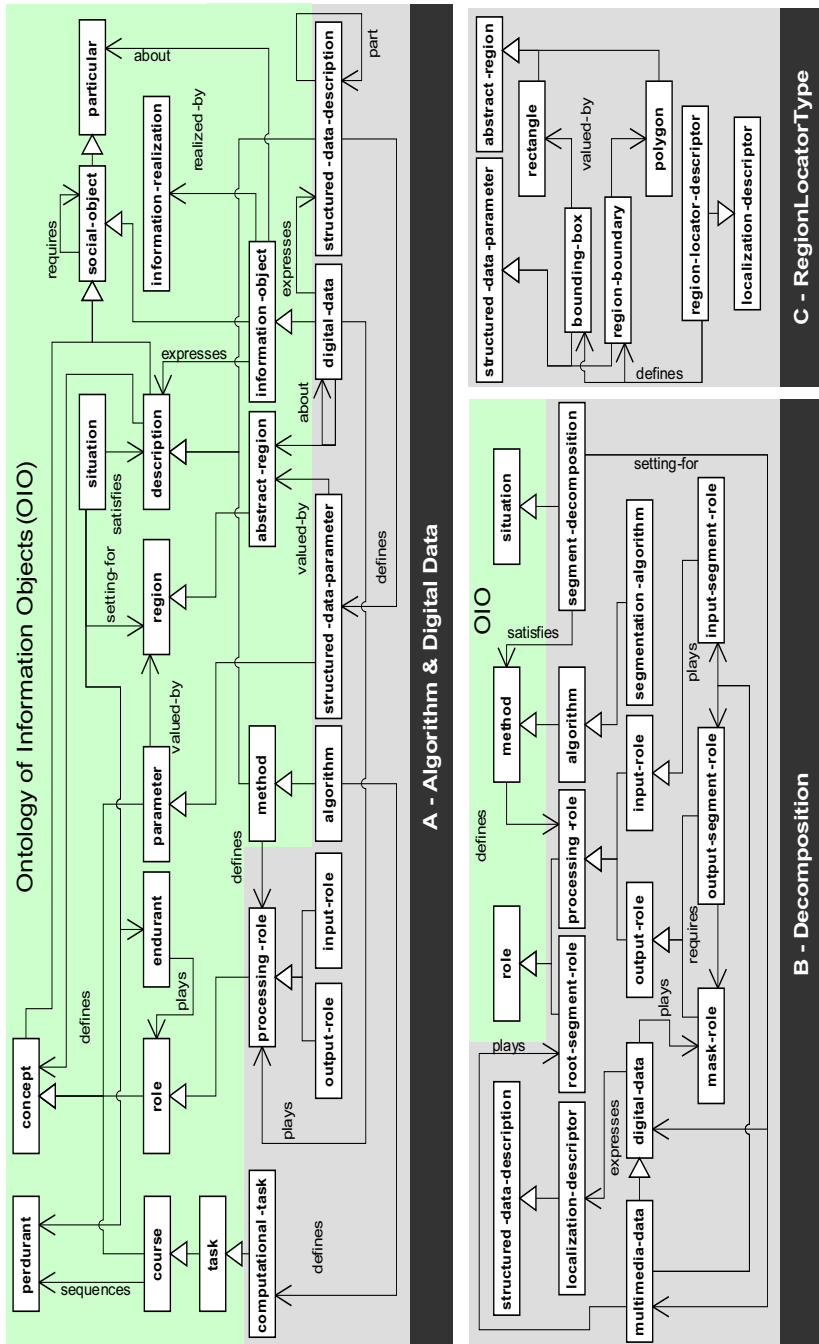 Ontology of Information Objects (OIO)
perdurant
concept
particular
sequences
defines
requires
about
course
role
endurant
parameter
region
situation
description
social-object
plays
valued-by
setting-for
satisfies
information-realization
realized-by
task
expresses
computational-task
processing-role
defines
method
abstract-region
information-object
output-role
input-role
algorithm
structured-data-parameter
valued-by
about
digital-data
expresses
structured-data-description
part
plays
defines
defines
A - Algorithm & Digital Data
OIO
role
defines
method
satisfies
situation
plays
structured-data-description
root-segment-role
processing-role
algorithm
segment-decomposition
localization-descriptor
expresses
output-role
input-role
segmentation-algorithm
setting-for
multimedia-data
digital-data
plays
requires
plays
mask-role
output-segment-role
input-segment-role
B - Decomposition
structured-data-parameter
abstract-region
bounding-box
rectangle
valued-by
region-boundary
polygon
defines
region-locator-descriptor
localization-descriptor
C - RegionLocatorType